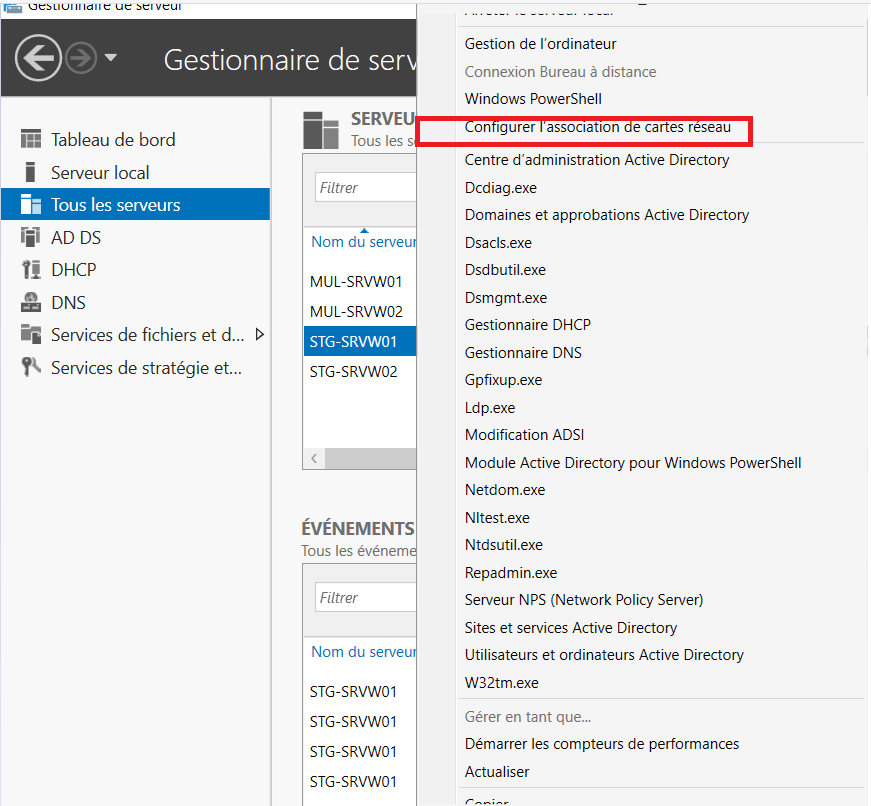 Gestionnaire de serveur
Gestionnaire de serv
Tableau de bord
Serveur local
Tous les serveurs
AD DS
DHCP
DNS
Services de fichiers et d...
Services de stratégie et...
SERVEU
Tous les s
Filtrer
Nom du serveur
MUL-SRVW01
MUL-SRVW02
STG-SRVW01
STG-SRVW02
ÉVÉNEMENTS
Tous les événeme
Filtrer
Nom du serveur
STG-SRVW01
STG-SRVW01
STG-SRVW01
STG-SRVW01
Arrêter le serveur local
Gestion de l'ordinateur
Connexion Bureau à distance
Windows PowerShell
Configurer l'association de cartes réseau
Centre d'administration Active Directory
Dcdiag.exe
Domaines et approbations Active Directory
Dsacls.exe
Dsdbutil.exe
Dsmgmt.exe
Gestionnaire DHCP
Gestionnaire DNS
Gpfixup.exe
Ldp.exe
Modification ADSI
Module Active Directory pour Windows PowerShell
Netdom.exe
Nltest.exe
Ntdsutil.exe
Repadmin.exe
Serveur NPS (Network Policy Server)
Sites et services Active Directory
Utilisateurs et ordinateurs Active Directory
W32tm.exe
Gérer en tant que...
Démarrer les compteurs de performances
Actualiser
Copier